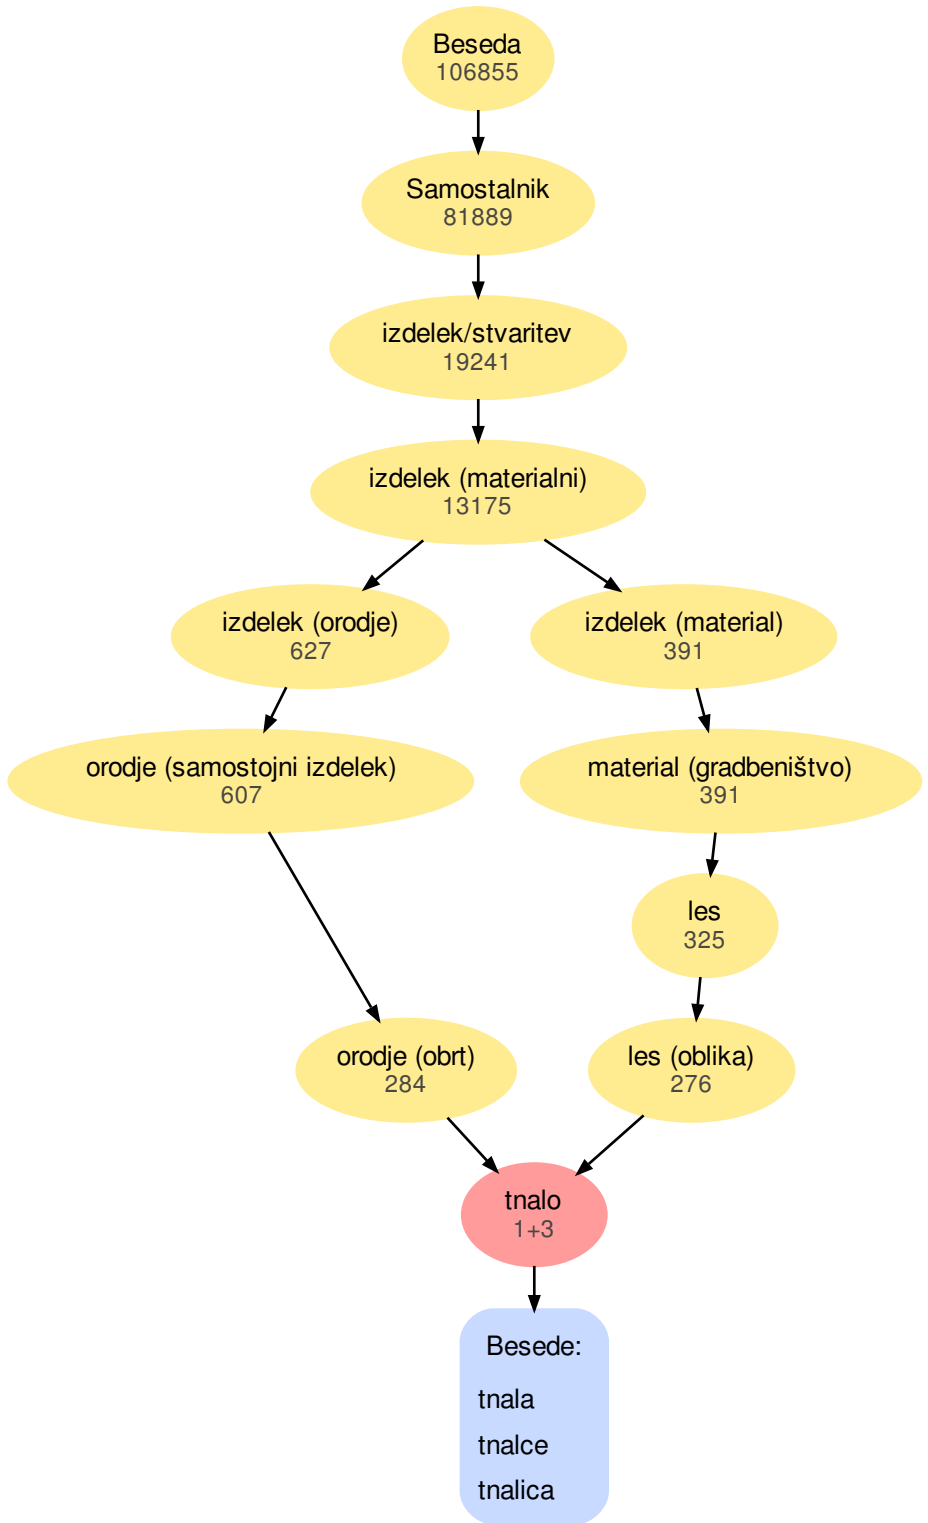 Beseda
106855
Samostalnik
81889
izdelek/stvaritev
19241
izdelek (materialni)
13175
izdelek (orodje)
627
izdelek (material)
391
orodje (samostojni izdelek)
607
material (gradbeništvo)
391
les
325
orodje (obrt)
284
les (oblika)
276
tnalo
1+3
Besede:
tnala
tnalce
tnalica